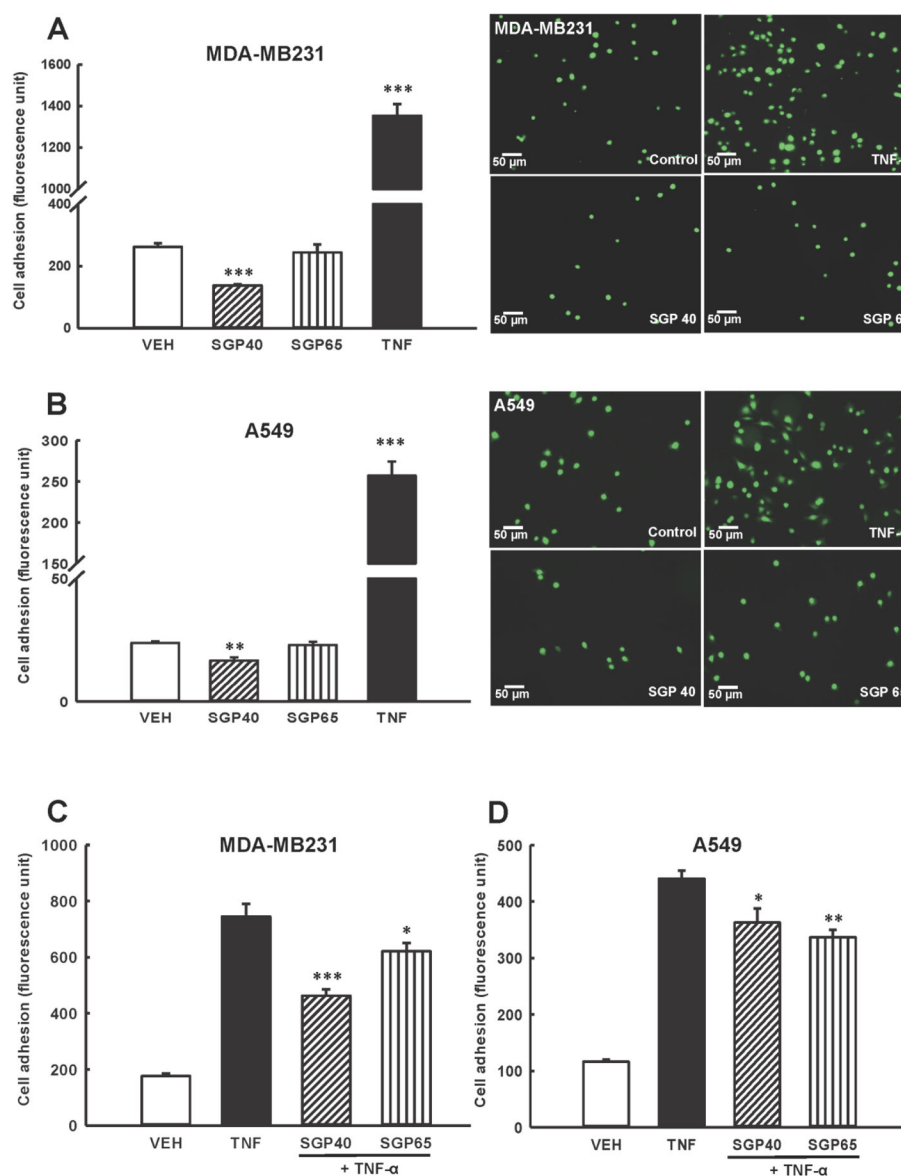 A
MDA-MB231
Cell adhesion (fluorescence unit)
1600
1400
1200
1000
400
200
0
***
***
VEH
SGP40
SGP65
TNF
MDA-MB231
50 µm
Control
50 µm
TNF-
50 µm
SGP 40
50 µm
SGP 6
B
A549
Cell adhesion (fluorescence unit)
300
250
200
150
50
0
**
***
VEH
SGP40
SGP65
TNF
A549
50 µm
Control
50 µm
TNF-
50 µm
SGP 40
50 µm
SGP 65
C
MDA-MB231
Cell adhesion (fluorescence unit)
1000
800
600
400
200
0
***
*
VEH
TNF
SGP40
SGP65
+ TNF-α
D
A549
Cell adhesion (fluorescence unit)
500
400
300
200
100
0
*
**
VEH
TNF
SGP40
SGP65
+ TNF-α